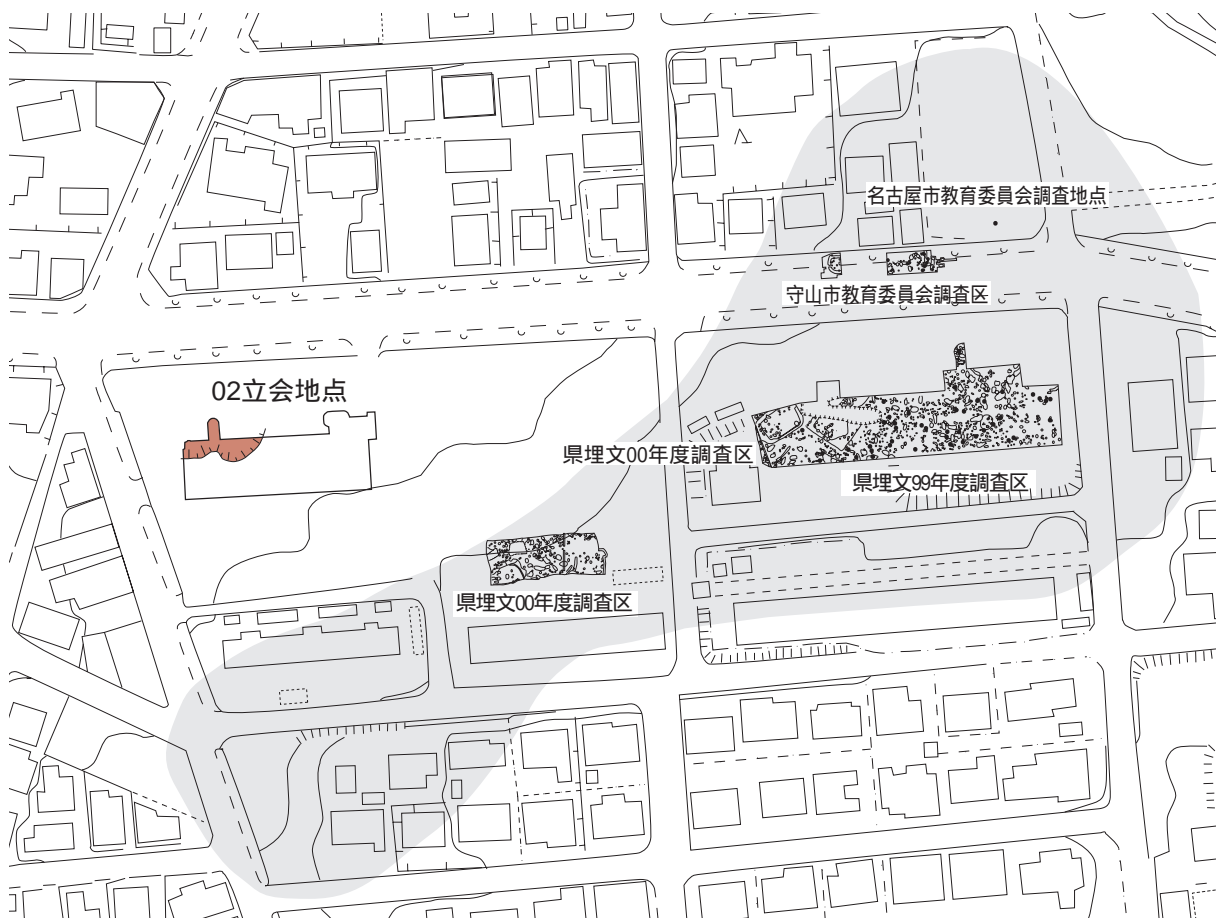 名古屋市教育委員会調査地点
守山市教育委員会調査区
02立会地点
県埋文00年度調査区
県埋文99年度調査区
県埋文00年度調査区